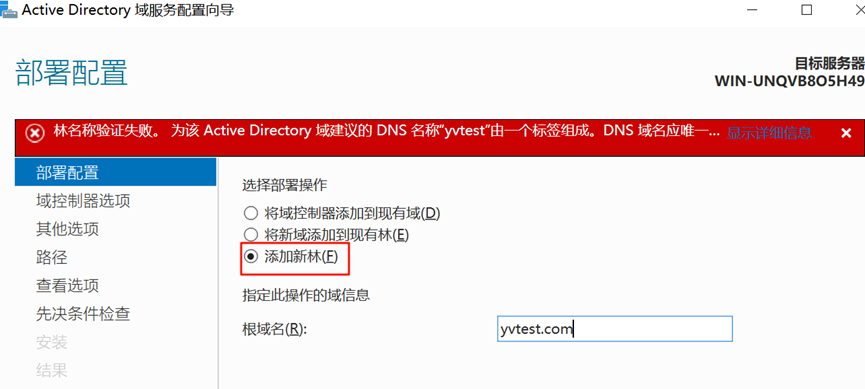 Active Directory 域服务配置向导
部署配置
目标服务器
WIN-UNQVB8O5H49
林名称验证失败。 为该 Active Directory 域建议的 DNS 名称“yvtest”由一个标签组成。DNS 域名应唯一... 显示详细信息
部署配置
域控制器选项
其他选项
路径
查看选项
先决条件检查
安装
结果
选择部署操作
将域控制器添加到现有域(D)
将新域添加到现有林(E)
添加新林(F)
指定此操作的域信息
根域名(R):
yvtest.com